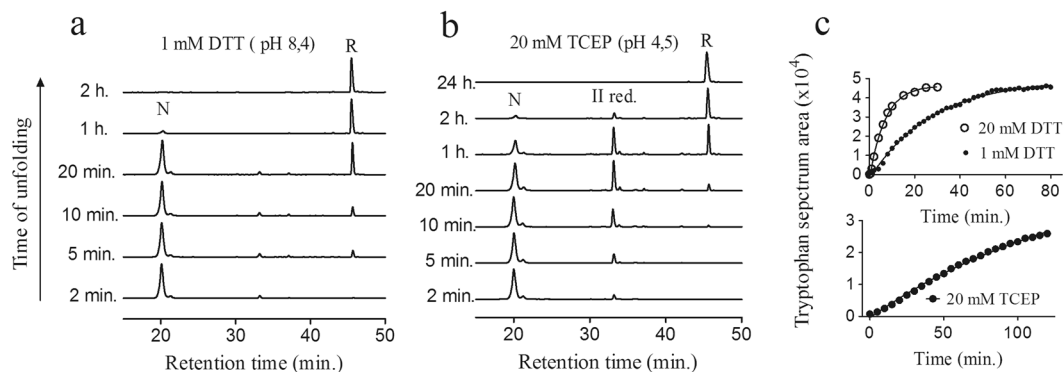 a
1 mM DTT ( pH 8,4)
R
2 h.
N
1 h.
20 min.
10 min.
5 min.
2 min.
Time of unfolding
20 30 40 50
Retention time (min.)
b
20 mM TCEP (pH 4,5)
R
24 h.
N
II red.
2 h.
1 h.
20 min.
10 min.
5 min.
2 min.
20 30 40 50
Retention time (min.)
c
Tryptophan sepctrum area (x10⁴)
5
4
3
2
1
0
20 mM DTT
1 mM DTT
0 20 40 60 80
Time (min.)
3
2
1
0
20 mM TCEP
0 50 100
Time (min.)